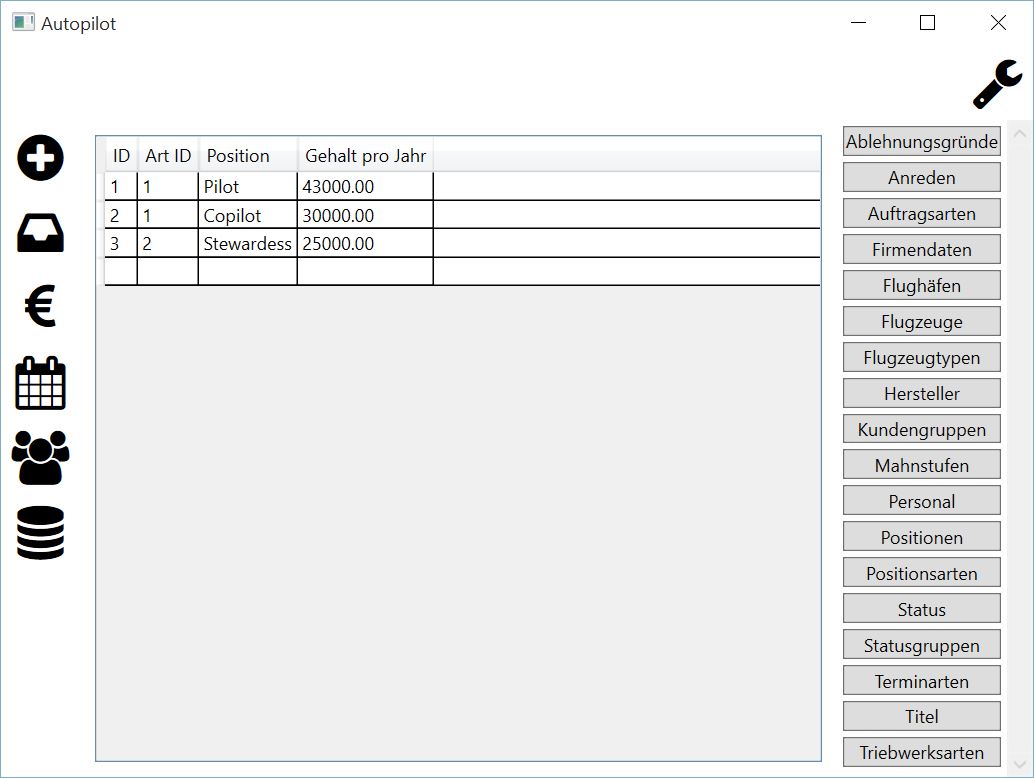 Autopilot
ID Art ID Position Gehalt pro Jahr
1 1 Pilot 43000.00
2 1 Copilot 30000.00
3 2 Stewardess 25000.00
€
Ablehnungsgründe
Anreden
Auftragsarten
Firmendaten
Flughäfen
Flugzeuge
Flugzeugtypen
Hersteller
Kundengruppen
Mahnstufen
Personal
Positionen
Positionsarten
Status
Statusgruppen
Terminarten
Titel
Triebwerksarten